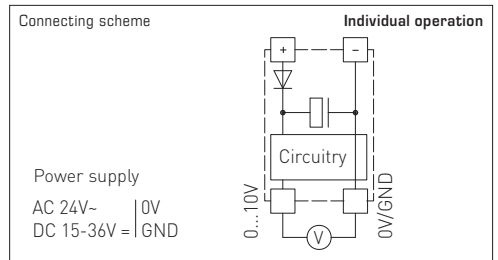 Connecting scheme
Individual operation
+
−
Circuitry
Power supply
AC 24V~ | 0V
DC 15-36V = | GND
0...10V
0V/GND
V